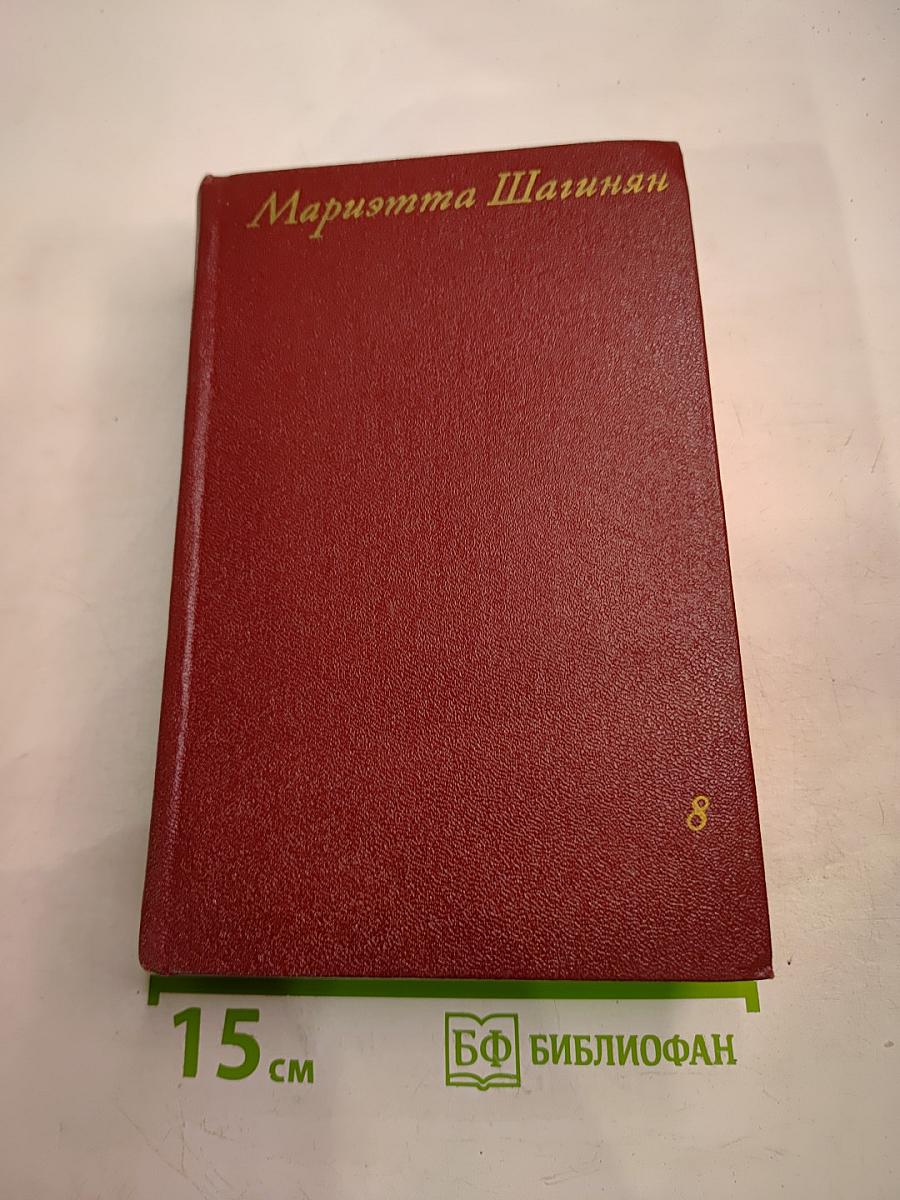 Мариэтта Шагинян
8
15 см
БФ БИБЛИОФАН